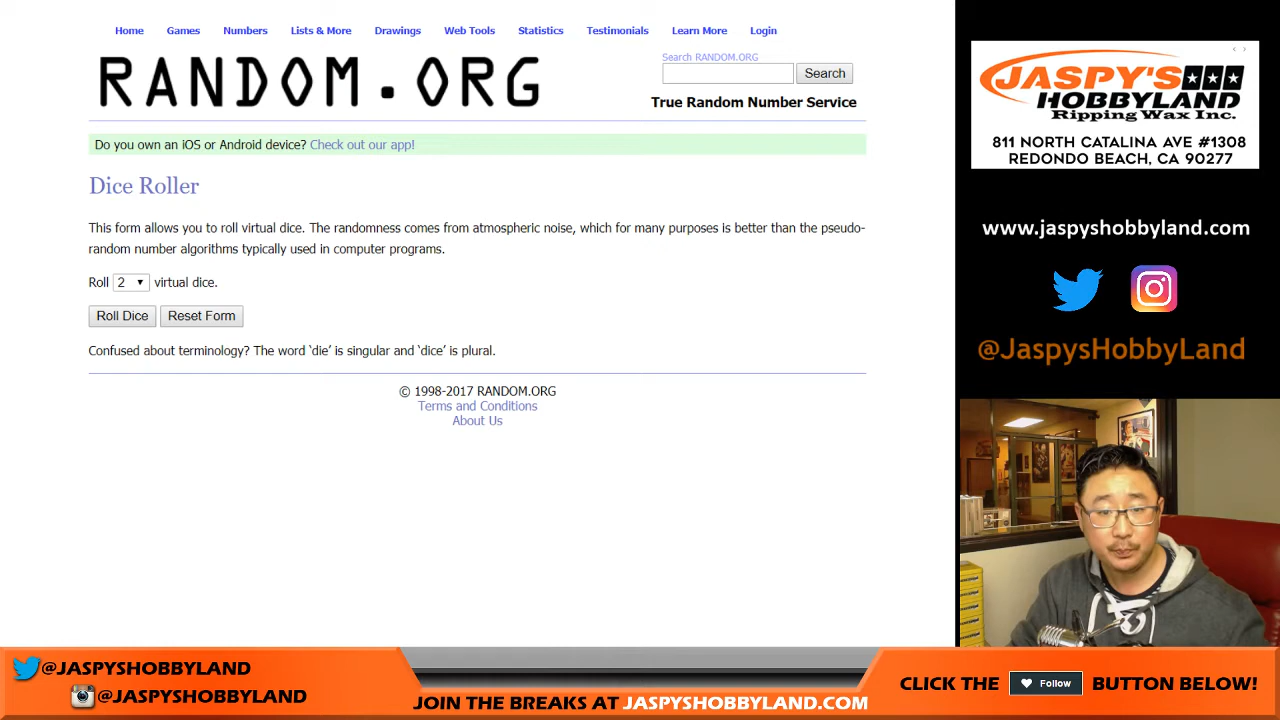 Home Games Numbers Lists & More Drawings Web Tools Statistics Testimonials Learn More Login
RANDOM.ORG
Search RANDOM.ORG
Search
True Random Number Service
Do you own an iOS or Android device? Check out our app!
Dice Roller
This form allows you to roll virtual dice. The randomness comes from atmospheric noise, which for many purposes is better than the pseudo-
random number algorithms typically used in computer programs.
Roll 2 virtual dice.
Roll Dice Reset Form
Confused about terminology? The word ‘die’ is singular and ‘dice’ is plural.
© 1998-2017 RANDOM.ORG
Terms and Conditions
About Us
JASPY'S
HOBBYLAND
Ripping Wax Inc.
811 NORTH CATALINA AVE #1308
REDONDO BEACH, CA 90277
www.jaspyshobbyland.com
@JaspysHobbyLand
@JASPYSHOBBYLAND
@JASPYSHOBBYLAND
JOIN THE BREAKS AT JASPYSHOBBYLAND.COM
CLICK THE Follow BUTTON BELOW!